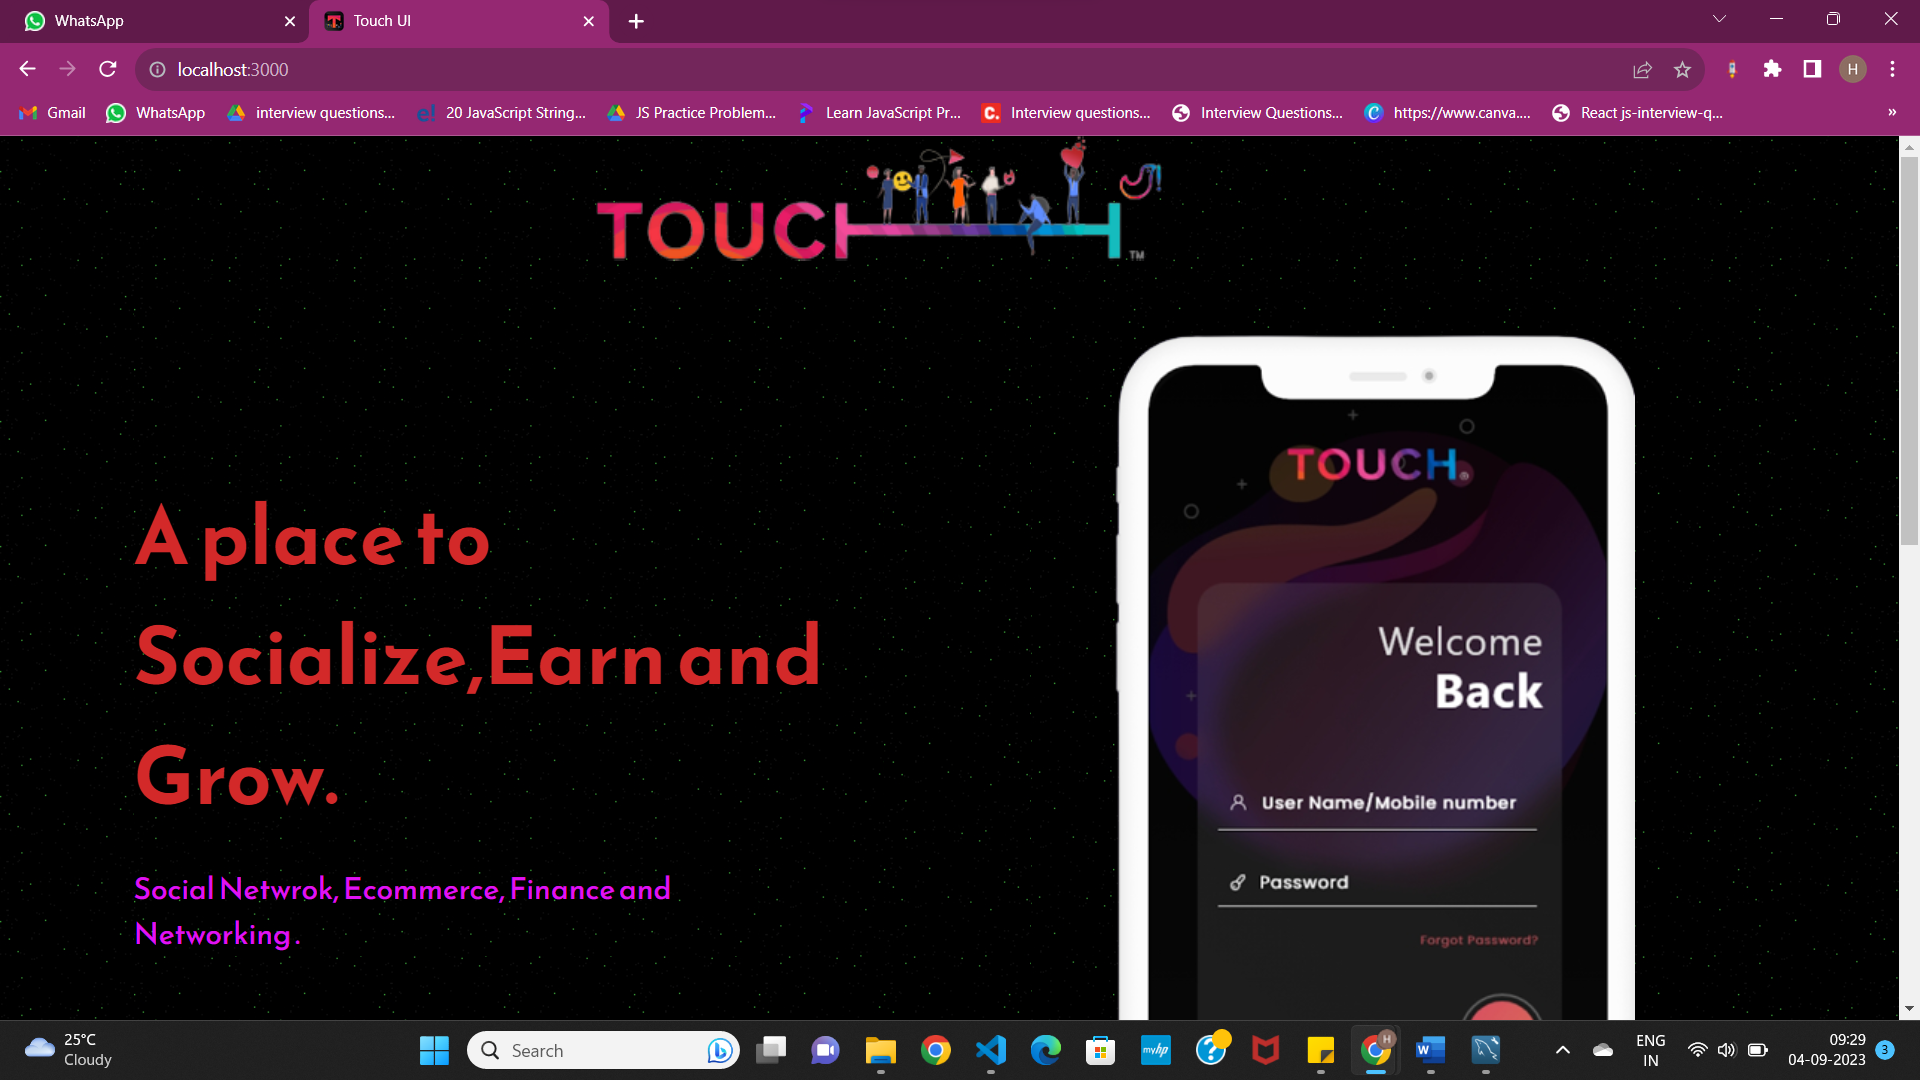 WhatsApp
Touch UI
localhost:3000
H
Gmail
WhatsApp
interview questions...
el 20 JavaScript String...
JS Practice Problem...
Learn JavaScript Pr...
C. Interview questions...
Interview Questions...
https://www.canva....
React js-interview-q...
»
TOUCH
TM
A place to
Socialize,Earn and
Grow.
Social Netwrok, Ecommerce, Finance and
Networking .
TOUCH
Welcome
Back
User Name/Mobile number
Password
Forgot Password?
25°C
Cloudy
Search
myhp
ENG
IN
09:29
04-09-2023
3